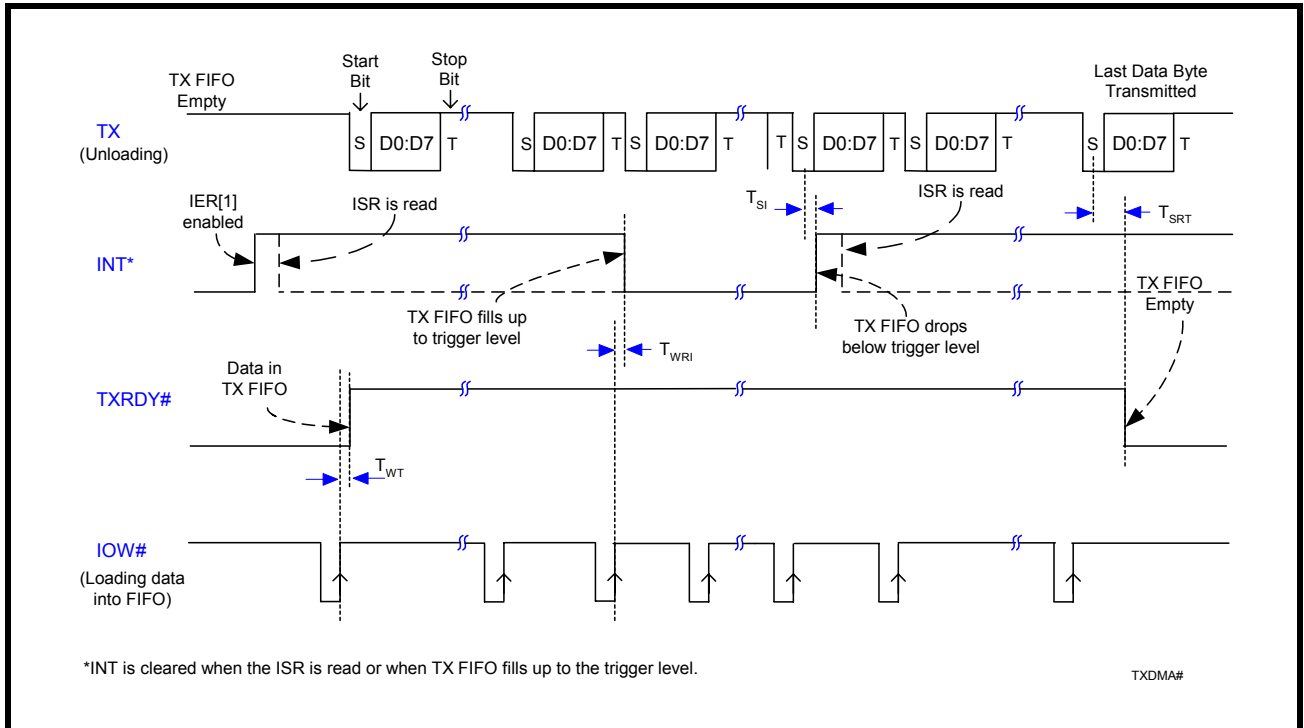 TX FIFO
Empty
Start
Bit
Stop
Bit
Last Data Byte
Transmitted
TX
(Unloading)
S D0:D7 T
S D0:D7 T
S D0:D7 T
T S D0:D7 T
S D0:D7 T
S D0:D7 T
IER[1]
enabled
ISR is read
TSI
ISR is read
TSRT
INT*
TX FIFO fills up
to trigger level
TX FIFO drops
below trigger level
TX FIFO
Empty
TWRI
Data in
TX FIFO
TXRDY#
TWT
IOW#
(Loading data
into FIFO)
*INT is cleared when the ISR is read or when TX FIFO fills up to the trigger level.
TXDMA#